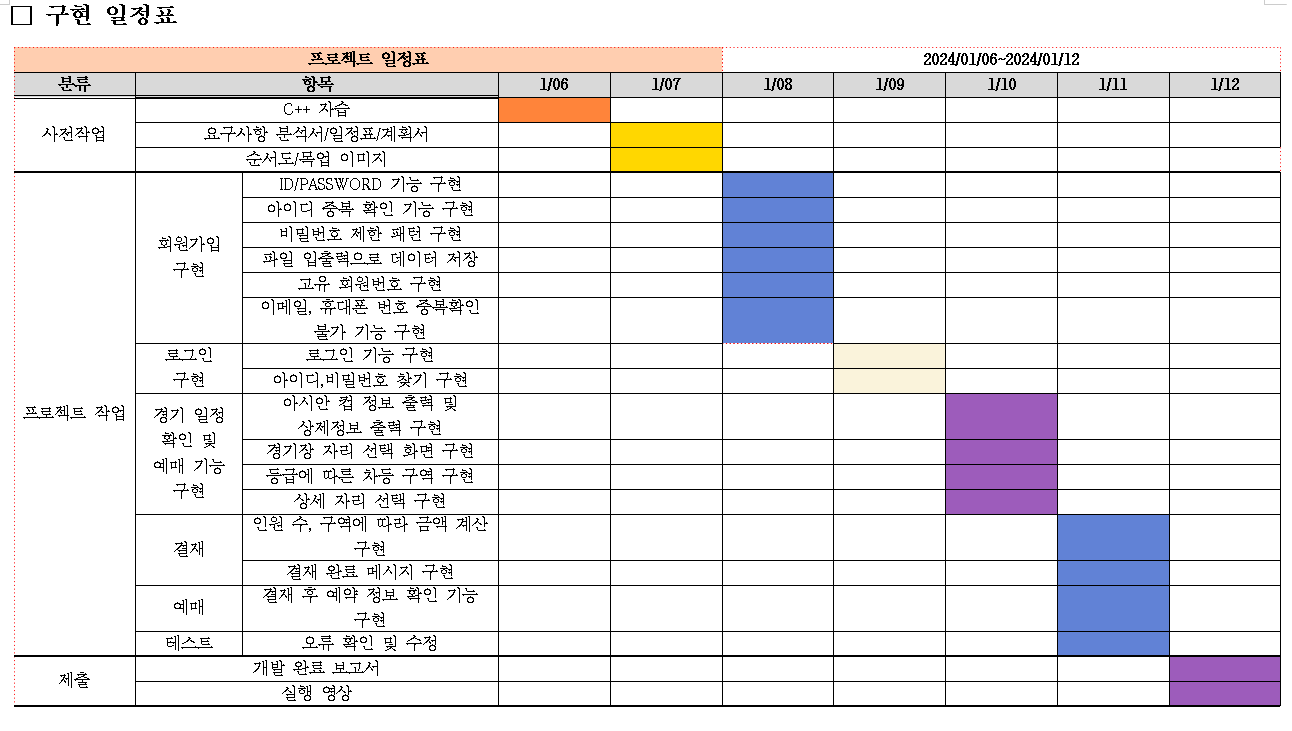 □ 구현 일정표
프로젝트 일정표 2024/01/06~2024/01/12
분류 항목 1/06 1/07 1/08 1/09 1/10 1/11 1/12
사전작업
C++ 자습
요구사항 분석서/일정표/계획서
순서도/목업 이미지
프로젝트 작업
회원가입
구현
ID/PASSWORD 기능 구현
아이디 중복 확인 기능 구현
비밀번호 제한 패턴 구현
파일 입출력으로 데이터 저장
고유 회원번호 구현
이메일, 휴대폰 번호 중복확인
불가 기능 구현
로그인
구현
로그인 기능 구현
아이디,비밀번호 찾기 구현
경기 일정
확인 및
예매 기능
구현
아시안 컵 정보 출력 및
상제정보 출력 구현
경기장 자리 선택 화면 구현
등급에 따른 차등 구역 구현
상세 자리 선택 구현
결재
인원 수, 구역에 따라 금액 계산
구현
결재 완료 메시지 구현
예매
결재 후 예약 정보 확인 기능
구현
테스트
오류 확인 및 수정
제출
개발 완료 보고서
실행 영상